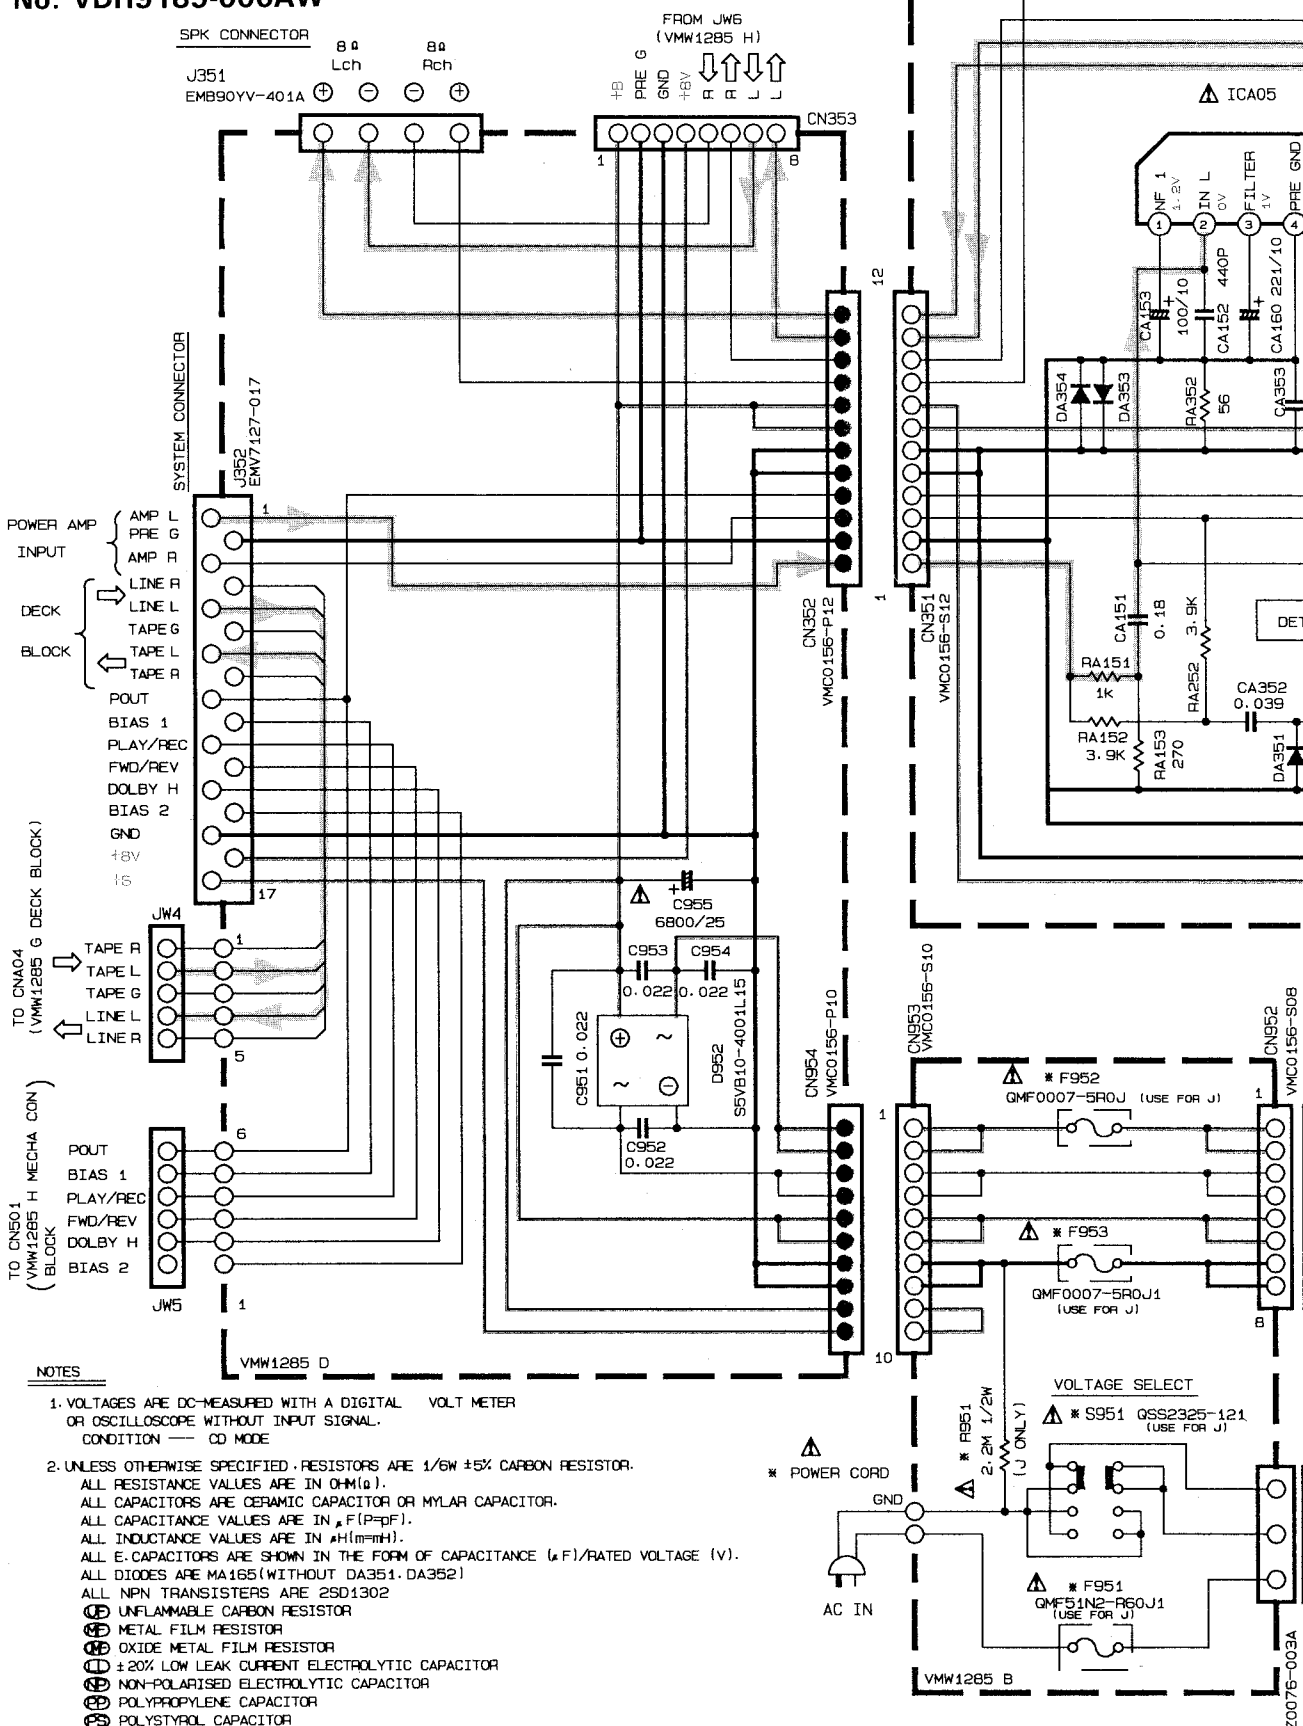 No. VDH9185-006AW
SPK CONNECTOR
8Ω
Lch
8Ω
Rch
J351
EMB90YV-401A
FROM JW6
(VMW1285 H)
+B
PRE G
GND
+8V
R
R
L
L
CN353
1
8
ICA05
NF 1
1.2V
IN L
0V
FILTER
1V
PRE GND
1
2
3
4
CA153
100/10
CA152
440P
CA160 221/10
DA354
DA353
RA352
56
CA353
12
1
SYSTEM CONNECTOR
J352
EMV7127-017
1
17
POWER AMP
INPUT
AMP L
PRE G
AMP R
DECK
BLOCK
LINE R
LINE L
TAPE G
TAPE L
TAPE R
POUT
BIAS 1
PLAY/REC
FWD/REV
DOLBY H
BIAS 2
GND
+8V
CN352
VMC0156-P12
CN351
VMC0156-S12
CA151
0.18
3.9K
RA252
RA151
1K
RA152
3.9K
RA153
270
CA352
0.039
DA351
DET
TO CNA04
(VMW1285 G DECK BLOCK)
JW4
TAPE R
TAPE L
TAPE G
LINE L
LINE R
1
5
C955
6800/25
C953
0.022
C954
0.022
C951 0.022
D952
S5VB10-4001L15
C952
0.022
CN954
VMC0156-P10
CN953
VMC0156-S10
CN952
VMC0156-S08
1
10
1
8
* F952
QMF0007-5R0J (USE FOR J)
* F953
QMF0007-5R0J1
(USE FOR J)
TO CN501
(VMW1285 H MECHA CON)
BLOCK
POUT
BIAS 1
PLAY/REC
FWD/REV
DOLBY H
BIAS 2
JW5
6
1
VMW1285 D
VOLTAGE SELECT
* S951 QSS2325-121
(USE FOR J)
* R951
2.2M 1/2W
(J ONLY)
* POWER CORD
GND
AC IN
* F951
QMF51N2-R60J1
(USE FOR J)
VMW1285 B
Z0076-003A
NOTES
1. VOLTAGES ARE DC-MEASURED WITH A DIGITAL VOLT METER
OR OSCILLOSCOPE WITHOUT INPUT SIGNAL.
CONDITION --- CD MODE
2. UNLESS OTHERWISE SPECIFIED, RESISTORS ARE 1/6W ±5% CARBON RESISTOR.
ALL RESISTANCE VALUES ARE IN OHM(Ω).
ALL CAPACITORS ARE CERAMIC CAPACITOR OR MYLAR CAPACITOR.
ALL CAPACITANCE VALUES ARE IN μF(P=pF).
ALL INDUCTANCE VALUES ARE IN μH(m=mH).
ALL E.CAPACITORS ARE SHOWN IN THE FORM OF CAPACITANCE (μF)/RATED VOLTAGE (V).
ALL DIODES ARE MA165(WITHOUT DA351.DA352)
ALL NPN TRANSISTERS ARE 2SD1302
UF UNFLAMMABLE CARBON RESISTOR
MF METAL FILM RESISTOR
OMF OXIDE METAL FILM RESISTOR
LL ±20% LOW LEAK CURRENT ELECTROLYTIC CAPACITOR
NP NON-POLARISED ELECTROLYTIC CAPACITOR
PP POLYPROPYLENE CAPACITOR
PS POLYSTYROL CAPACITOR